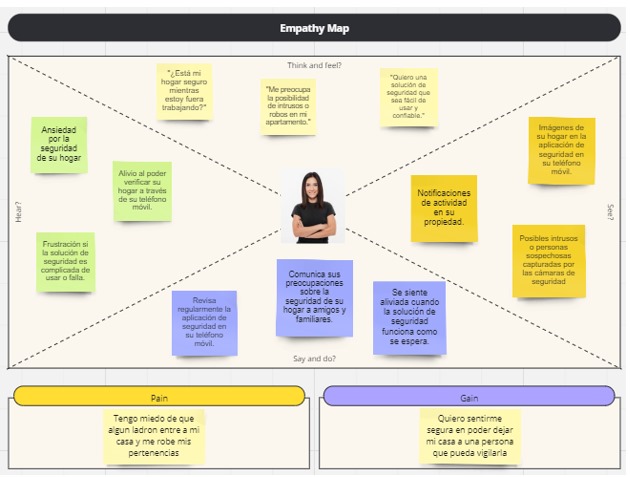 Empathy Map
Think and feel?
"¿Está mi
hogar seguro
mientras
estoy fuera
trabajando?"
"Me preocupa
la posibilidad
de intrusos o
robos en mi
apartamento."
"Quiero una
solución de
seguridad que
sea fácil de
usar y
confiable."
Hear?
Ansiedad
por la
seguridad
de su hogar
Alivio al poder
verificar su
hogar a través
de su teléfono
móvil.
Frustración si
la solución de
seguridad es
complicada de
usar o falla.
See?
Imágenes de
su hogar en la
aplicación de
seguridad en
su teléfono
móvil.
Notificaciones
de actividad
en su
propiedad.
Posibles intrusos
o personas
sospechosas
capturadas por
las cámaras de
seguridad
Revisa
regularmente la
aplicación de
seguridad en
su teléfono
móvil.
Comunica sus
preocupaciones
sobre la
seguridad de su
hogar a amigos y
familiares.
Se siente
aliviada cuando
la solución de
seguridad
funciona como
se espera.
Say and do?
Pain
Tengo miedo de que
algun ladron entre a mi
casa y me robe mis
pertenencias
Gain
Quiero sentirme
segura en poder dejar
mi casa a una persona
que pueda vigilarla